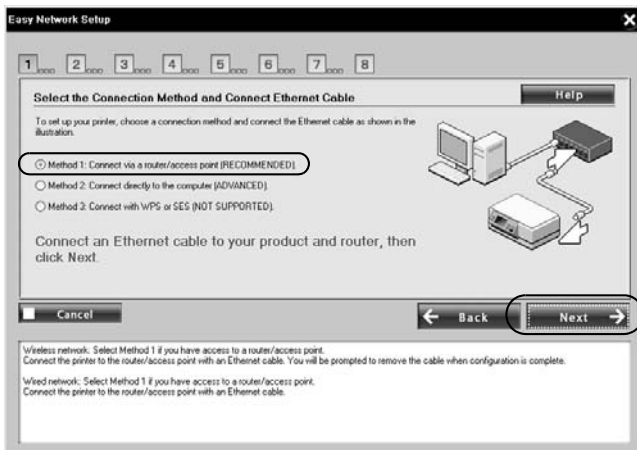 Easy Network Setup
1 2 3 4 5 6 7 8
Select the Connection Method and Connect Ethernet Cable
Help
To set up your printer, choose a connection method and connect the Ethernet cable as shown in the
illustration.
Method 1: Connect via a router/access point (RECOMMENDED).
Method 2: Connect directly to the computer (ADVANCED).
Method 3: Connect with WPS or SES (NOT SUPPORTED).
Connect an Ethernet cable to your product and router, then
click Next.
Cancel
Back
Next
Wireless network: Select Method 1 if you have access to a router/access point.
Connect the printer to the router/access point with an Ethernet cable. You will be prompted to remove the cable when configuration is complete.
Wired network: Select Method 1 if you have access to a router/access point.
Connect the printer to the router/access point with an Ethernet cable.